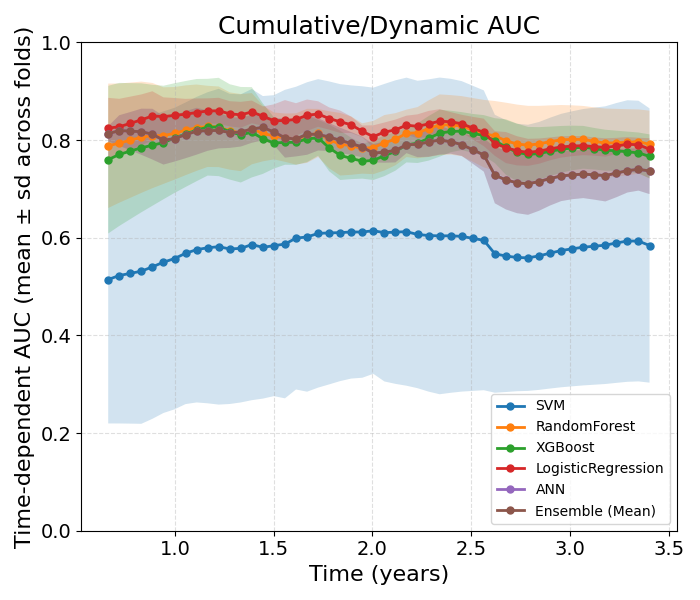 Cumulative/Dynamic AUC
Time-dependent AUC (mean ± sd across folds)
1.0
0.8
0.6
0.4
0.2
0.0
1.0 1.5 2.0 2.5 3.0 3.5
Time (years)
SVM
RandomForest
XGBoost
LogisticRegression
ANN
Ensemble (Mean)